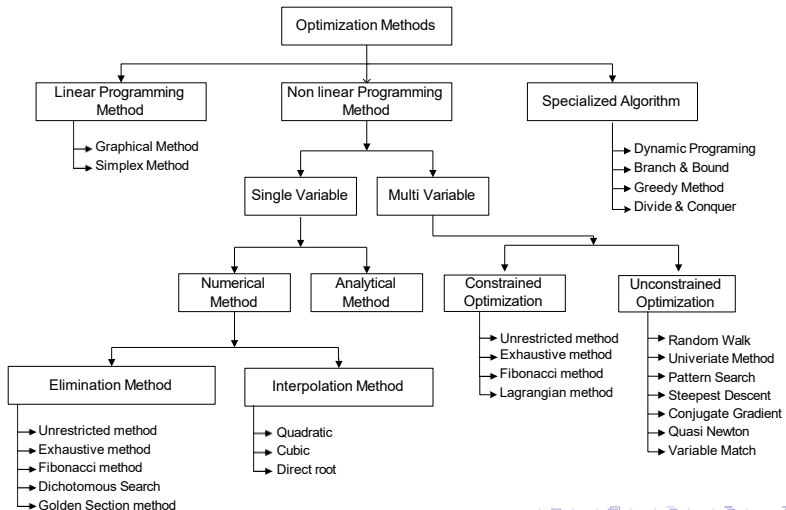 Optimization Methods
Linear Programming
Method
Non linear Programming
Method
Specialized Algorithm
Graphical Method
Simplex Method
Dynamic Programing
Branch & Bound
Greedy Method
Divide & Conquer
Single Variable
Multi Variable
Numerical
Method
Analytical
Method
Constrained
Optimization
Unconstrained
Optimization
Unrestricted method
Exhaustive method
Fibonacci method
Lagrangian method
Random Walk
Univeriate Method
Pattern Search
Steepest Descent
Conjugate Gradient
Quasi Newton
Variable Match
Elimination Method
Interpolation Method
Unrestricted method
Exhaustive method
Fibonacci method
Dichotomous Search
Golden Section method
Quadratic
Cubic
Direct root